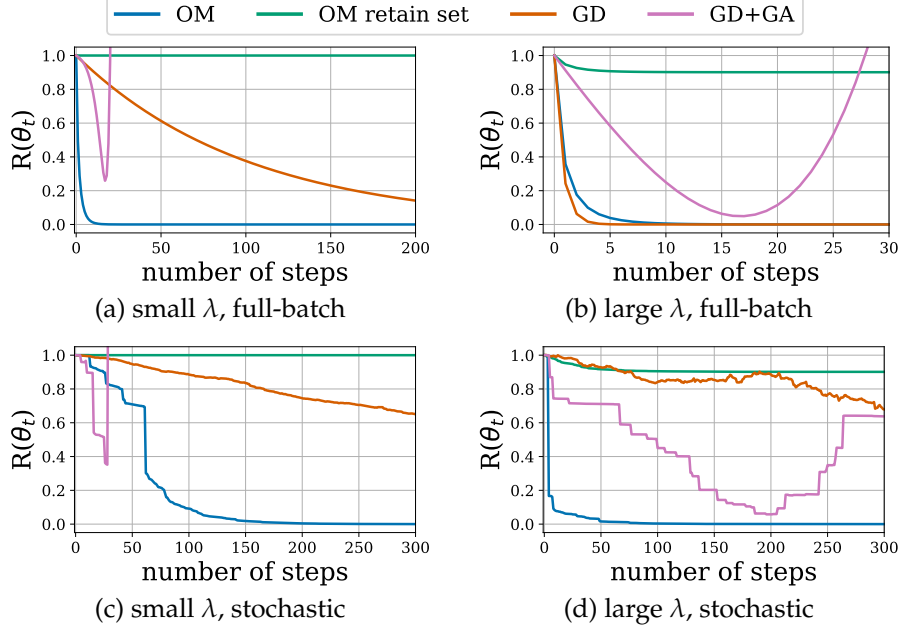 OM OM retain set GD GD+GA
1.0 0.8 0.6 0.4 0.2 0.0
R(θt)
0 50 100 150 200
number of steps
(a) small λ, full-batch
1.0 0.8 0.6 0.4 0.2 0.0
R(θt)
0 5 10 15 20 25 30
number of steps
(b) large λ, full-batch
1.0 0.8 0.6 0.4 0.2 0.0
R(θt)
0 50 100 150 200 250 300
number of steps
(c) small λ, stochastic
1.0 0.8 0.6 0.4 0.2 0.0
R(θt)
0 50 100 150 200 250 300
number of steps
(d) large λ, stochastic